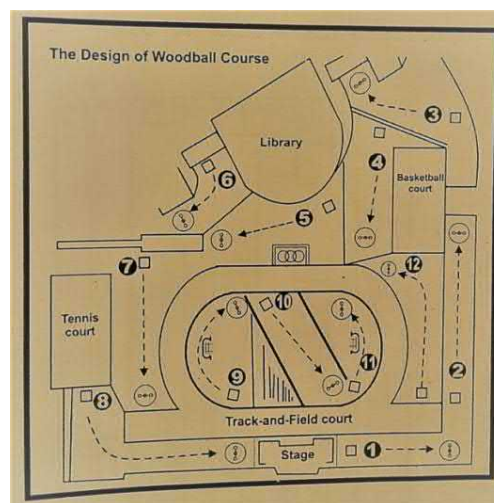 The Design of Woodball Course
3
Library
4
Basketball
court
6
5
7
12
10
Tennis
court
11
9
2
8
Track-and-Field court
1
Stage